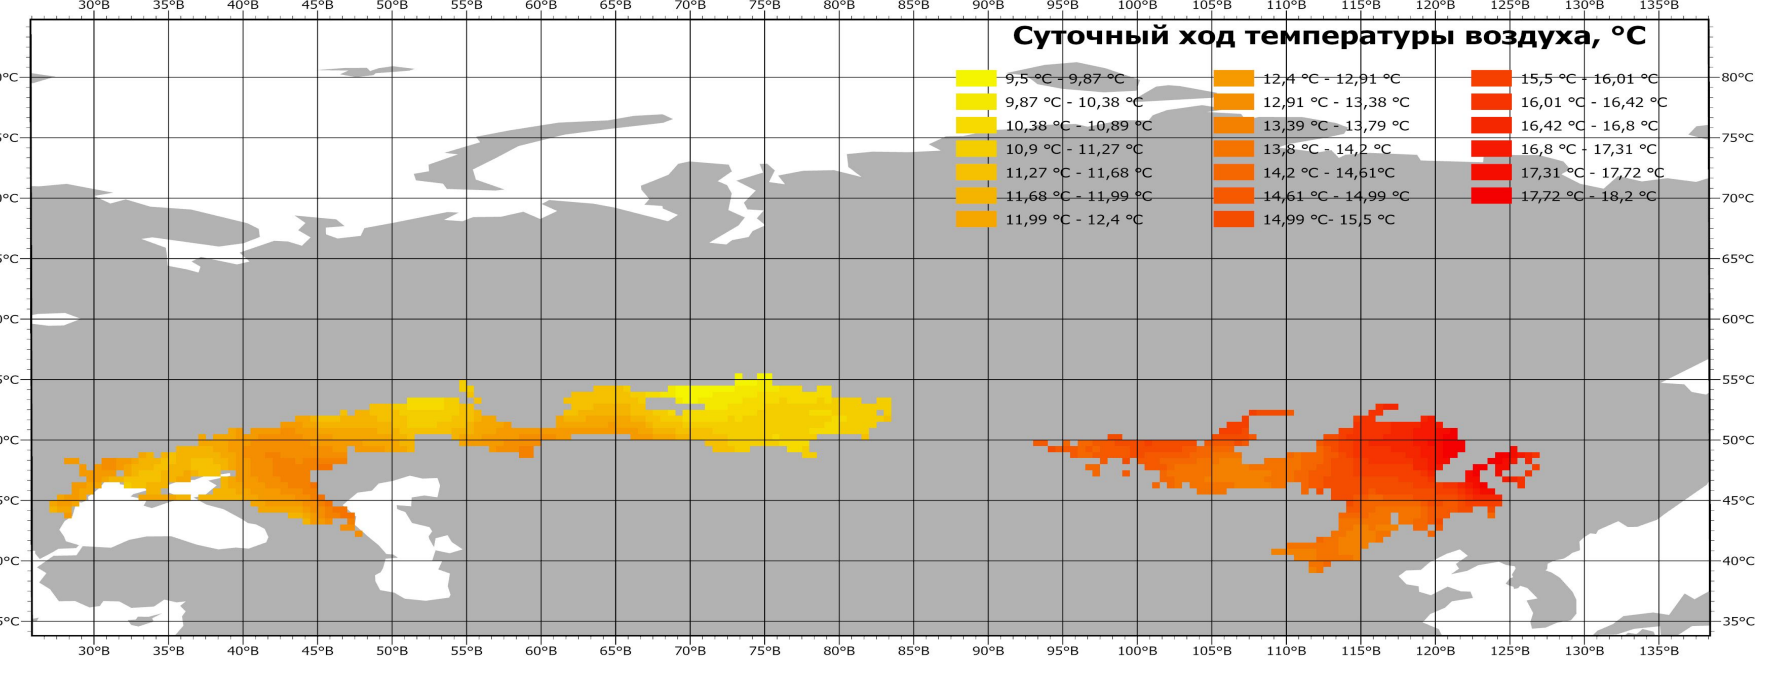 30°В 35°В 40°В 45°В 50°В 55°В 60°В 65°В 70°В 75°В 80°В 85°В 90°В 95°В 100°В 105°В 110°В 115°В 120°В 125°В 130°В 135°В
Суточный ход температуры воздуха, °C
9,5 °C - 9,87 °C 12,4 °C - 12,91 °C 15,5 °C - 16,01 °C
9,87 °C - 10,38 °C 12,91 °C - 13,38 °C 16,01 °C - 16,42 °C
10,38 °C - 10,89 °C 13,39 °C - 13,79 °C 16,42 °C - 16,8 °C
10,9 °C - 11,27 °C 13,8 °C - 14,2 °C 16,8 °C - 17,31 °C
11,27 °C - 11,68 °C 14,2 °C - 14,61°C 17,31 °C - 17,72 °C
11,68 °C - 11,99 °C 14,61 °C - 14,99 °C 17,72 °C - 18,2 °C
11,99 °C - 12,4 °C 14,99 °C- 15,5 °C
80°С
75°С
70°С
65°С
60°С
55°С
50°С
45°С
40°С
35°С
30°В 35°В 40°В 45°В 50°В 55°В 60°В 65°В 70°В 75°В 80°В 85°В 90°В 95°В 100°В 105°В 110°В 115°В 120°В 125°В 130°В 135°В